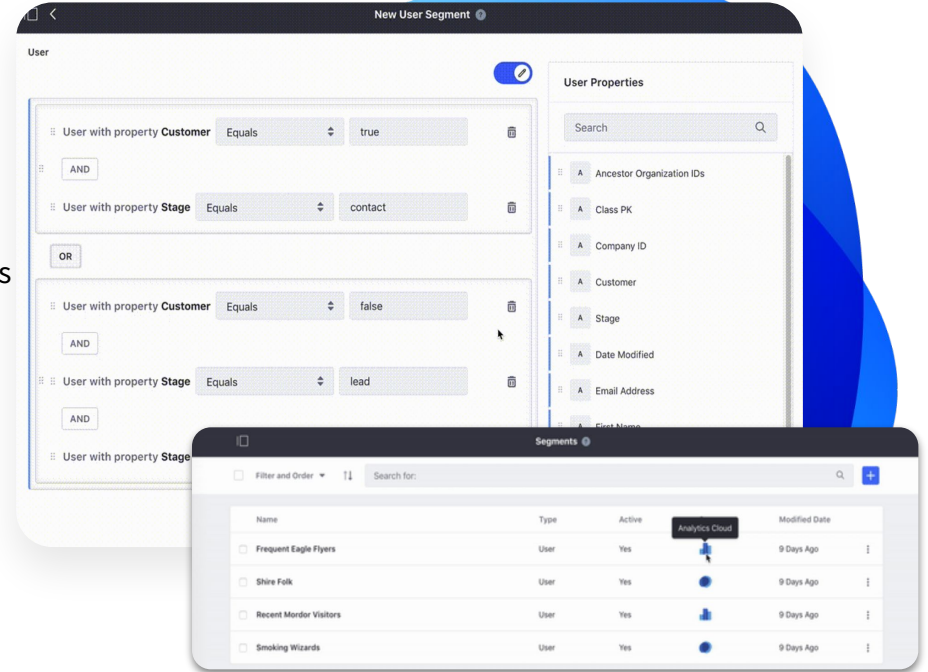 New User Segment ?
User
User Properties
User with property Customer Equals true
Search
AND
Ancestor Organization IDs
User with property Stage Equals contact
A Class PK
OR
A Company ID
s
A Customer
User with property Customer Equals false
A Stage
AND
A Date Modified
User with property Stage Equals lead
A Email Address
AND
A First Name
User with property Stage
Segments ?
Filter and Order Search for:
Name Type Active Modified Date
Analytics Cloud
Frequent Eagle Flyers User Yes 9 Days Ago
Shire Folk User Yes 9 Days Ago
Recent Mordor Visitors User Yes 9 Days Ago
Smoking Wizards User Yes 9 Days Ago